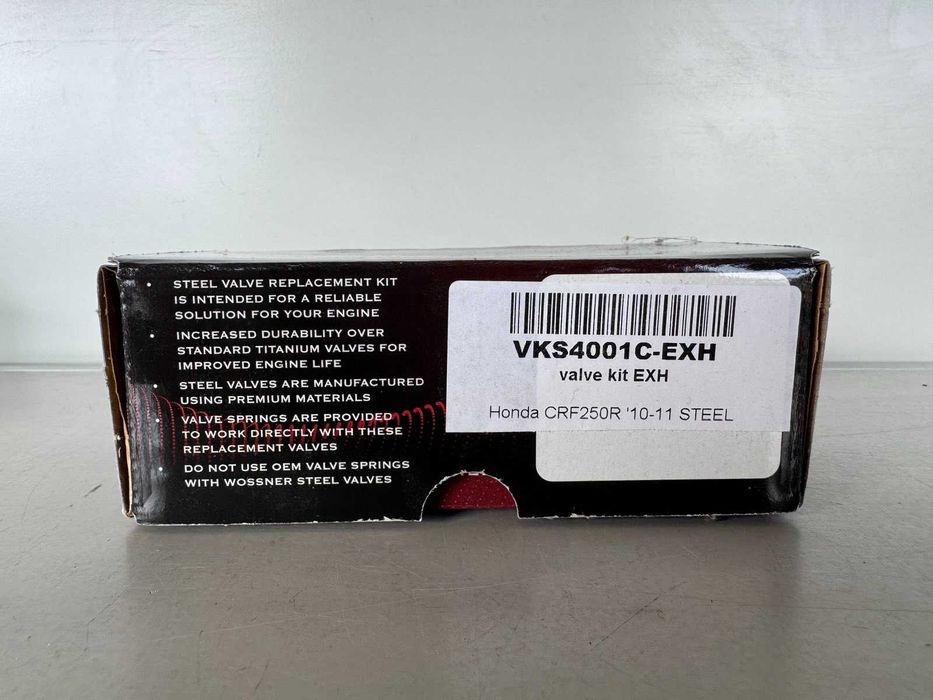 • STEEL VALVE REPLACEMENT KIT
IS INTENDED FOR A RELIABLE
SOLUTION FOR YOUR ENGINE
• INCREASED DURABILITY OVER
STANDARD TITANIUM VALVES FOR
IMPROVED ENGINE LIFE
• STEEL VALVES ARE MANUFACTURED
USING PREMIUM MATERIALS
• VALVE SPRINGS ARE PROVIDED
TO WORK DIRECTLY WITH THESE
REPLACEMENT VALVES
• DO NOT USE OEM VALVE SPRINGS
WITH WOSSNER STEEL VALVES
VKS4001C-EXH
valve kit EXH
Honda CRF250R '10-11 STEEL